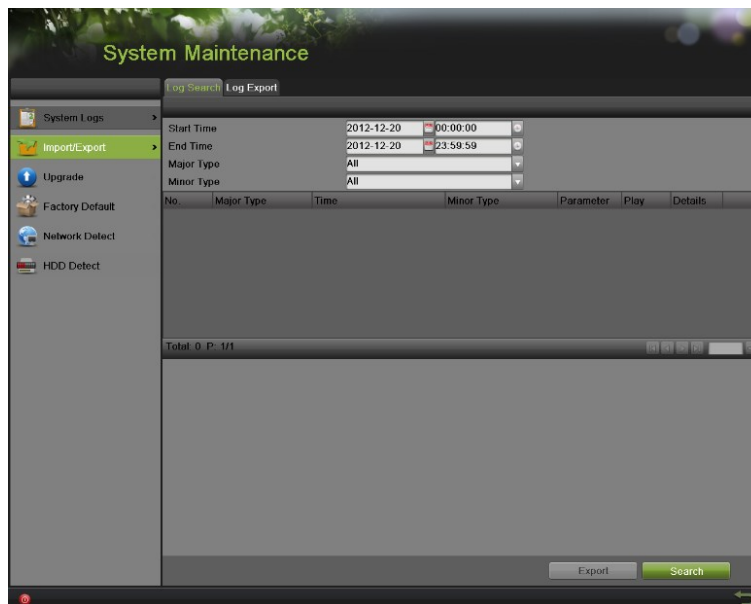 System Maintenance
Log Search Log Export
System Logs
Import/Export
Upgrade
Factory Default
Network Detect
HDD Detect
Start Time 2012-12-20 00:00:00
End Time 2012-12-20 23:59:59
Major Type All
Minor Type All
No. Major Type Time Minor Type Parameter Play Details
Total: 0 P: 1/1
Export Search